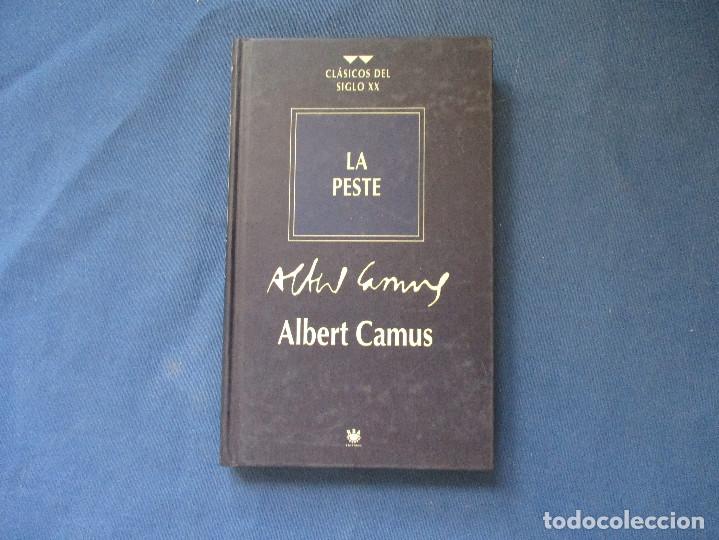 CLÁSICOS DEL
SIGLO XX
LA
PESTE
Albert Camus
Albert Camus
todocoleccion